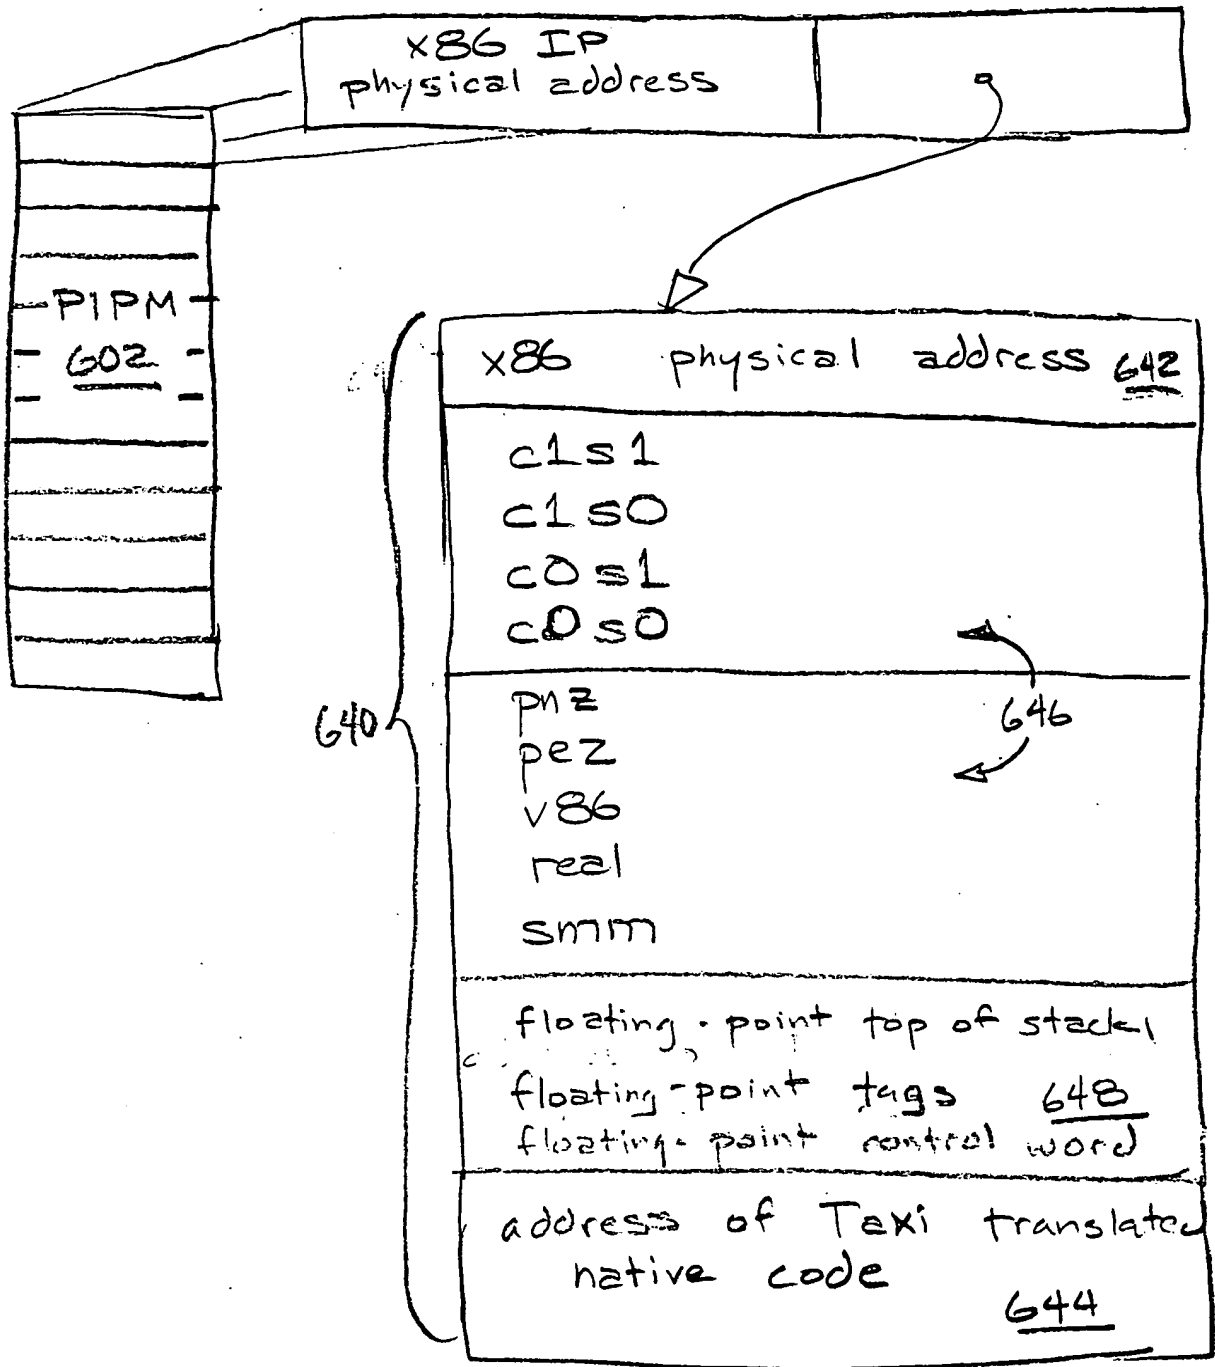 x86 IP
physical address
PIPM
602
x86 physical address 642
c1s1
c1s0
c0s1
c0s0
646
pnz
pez
v86
real
smm
640
floating-point top of stack
floating-point tags 648
floating-point control word
address of Taxi translated
native code
644